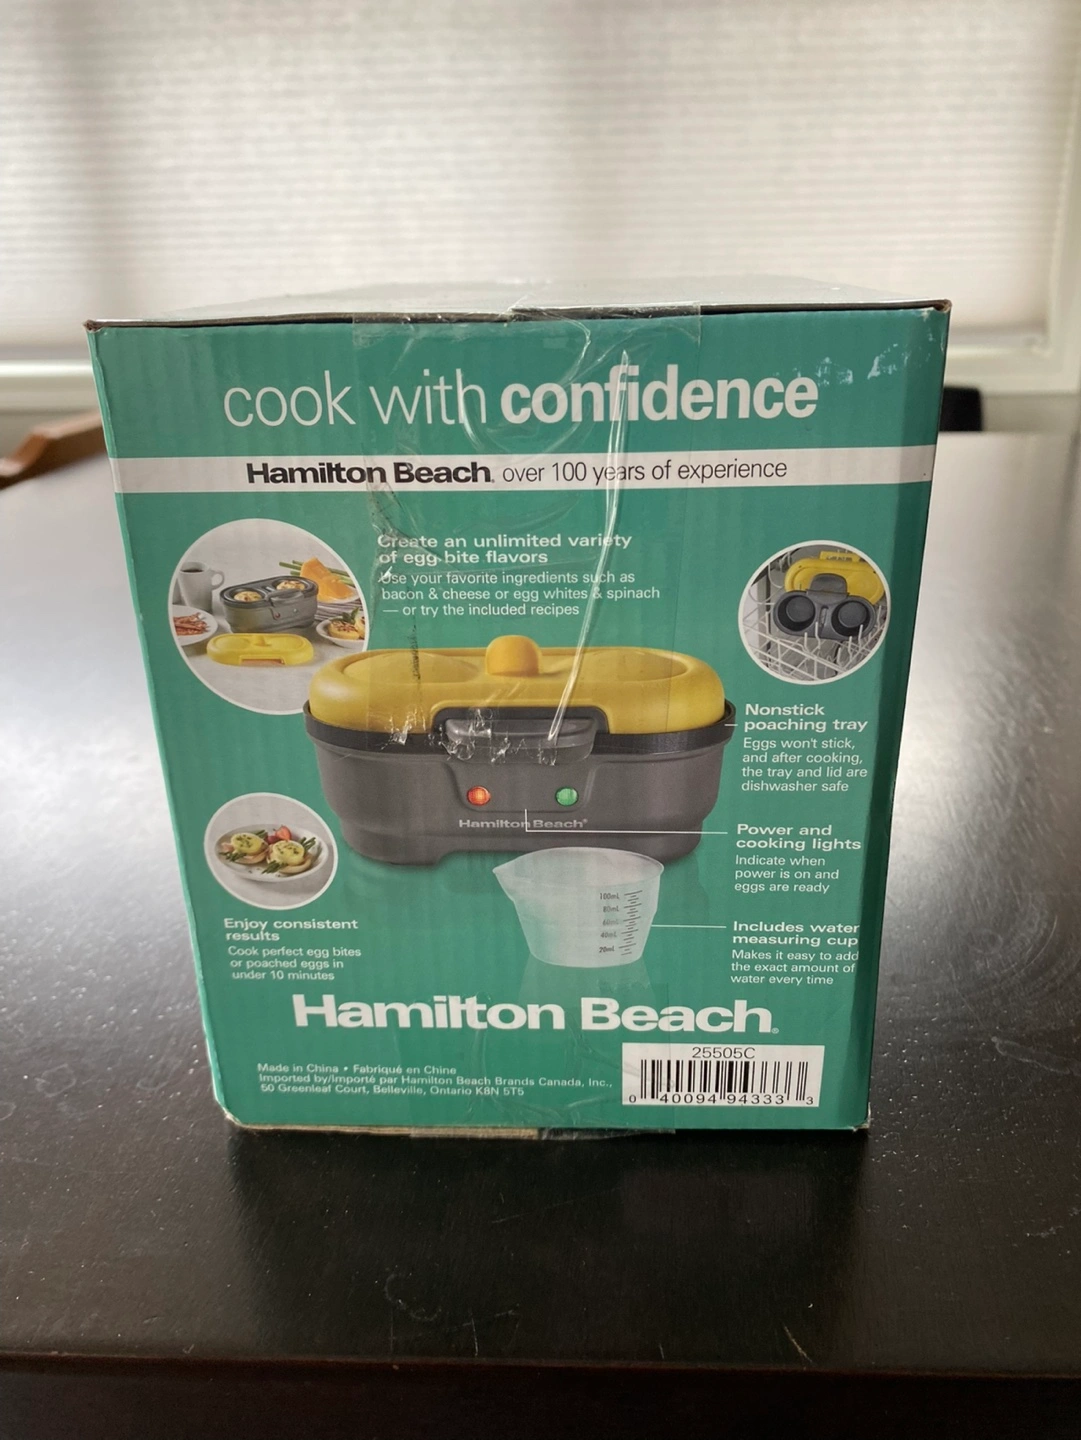 cook with confidence
Hamilton Beach® over 100 years of experience
Create an unlimited variety
of egg bite flavors
Use your favorite ingredients such as
bacon & cheese or egg whites & spinach
— or try the included recipes
Nonstick
poaching tray
Eggs won't stick,
and after cooking,
the tray and lid are
dishwasher safe
Hamilton Beach®
Power and
cooking lights
Indicate when
power is on and
eggs are ready
100mL
80mL
60mL
40mL
20mL
Includes water
measuring cup
Makes it easy to add
the exact amount of
water every time
Enjoy consistent
results
Cook perfect egg bites
or poached eggs in
under 10 minutes
Hamilton Beach®
Made in China • Fabriqué en Chine
Imported by/Importé par Hamilton Beach Brands Canada, Inc.,
50 Greenleaf Court, Belleville, Ontario K8N 5T5
25505C
0 40094 94333 3